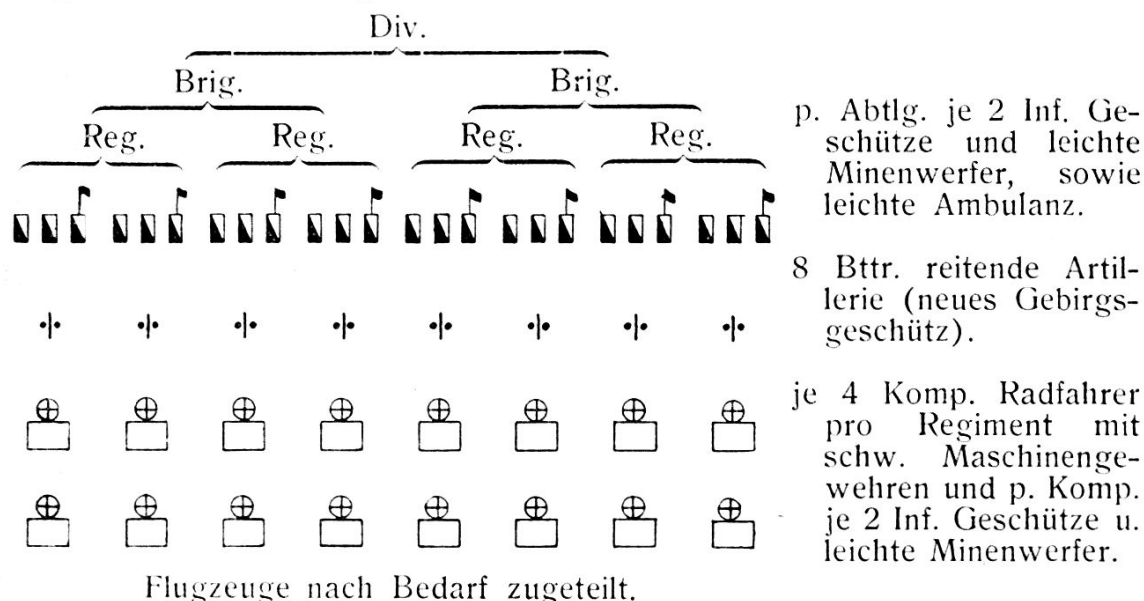 Div.
Brig. Brig.
Reg. Reg. Reg. Reg.
p. Abtlg. je 2 Inf. Ge-
schütze und leichte
Minenwerfer, sowie
leichte Ambulanz.
8 Bttr. reitende Artil-
lerie (neues Gebirgs-
geschütz).
je 4 Komp. Radfahrer
pro Regiment mit
schw. Maschinenge-
wehren und p. Komp.
je 2 Inf. Geschütze u.
leichte Minenwerfer.
Flugzeuge nach Bedarf zugeteilt.